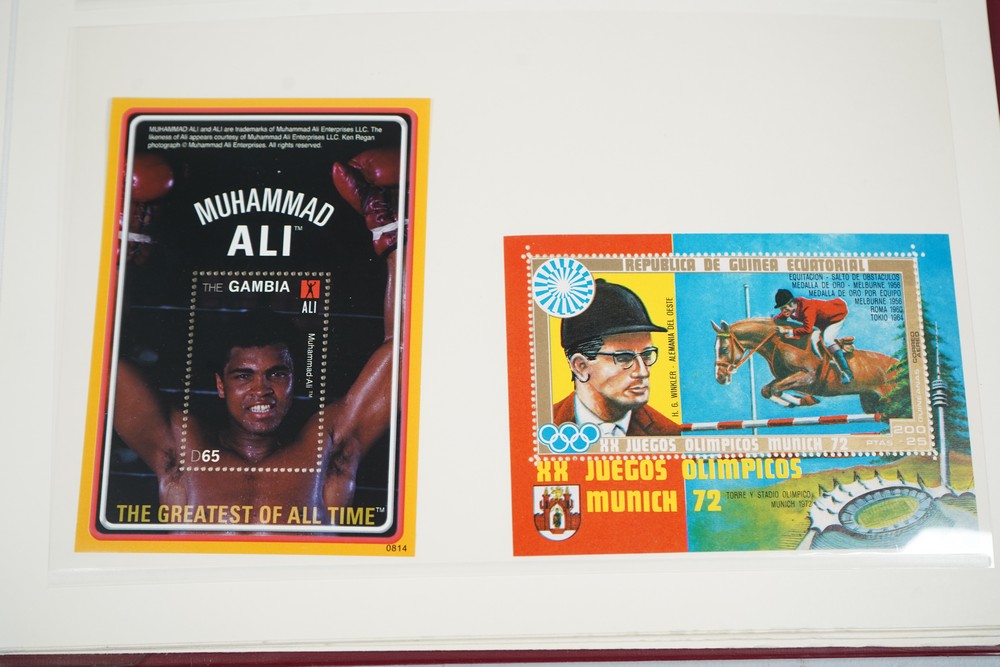 MUHAMMAD ALI and ALI are trademarks of Muhammad Ali Enterprises LLC. The
likeness of Ali appears courtesy of Muhammad Ali Enterprises LLC. Ken Regan
photograph © Muhammad Ali Enterprises. All rights reserved.
MUHAMMAD
ALI™
THE GAMBIA
ALI
Muhammad Ali™
D65
THE GREATEST OF ALL TIME™
0814
REPUBLICA DE GUINEA ECUATORIAL
EQUITACION - SALTO DE OBSTACULOS
MEDALLA DE ORO - MELBURNE 1956
MEDALLA DE ORO POR EQUIPO
MELBURNE 1956
ROMA 1960
TOKIO 1964
H. G. WINKLER - ALEMANIA DEL OESTE
CORREO
AEREO
XX JUEGOS OLIMPICOS MUNICH 72
PTAS
200
+25
XX JUEGOS OLIMPICOS
MUNICH 72
TORRE Y STADIO OLIMPICO
MUNICH 1972